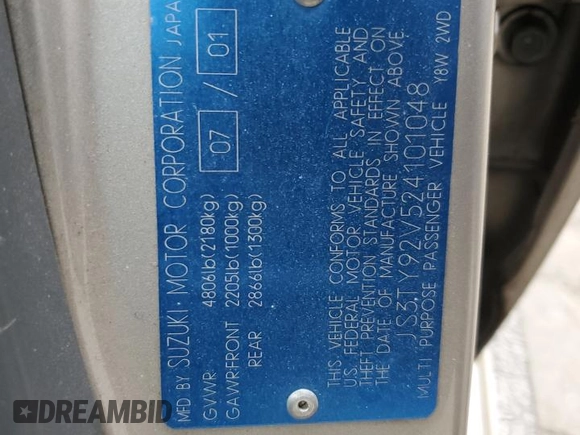 MFD BY SUZUKI MOTOR CORPORATION JAPA
07 / 01
GVWR 4806lb(2180kg)
GAWR:FRONT 2205lb(1000kg)
REAR 2866lb(1300kg)
THIS VEHICLE CONFORMS TO ALL APPLICABLE
U.S. FEDERAL MOTOR VEHICLE SAFETY AND
THEFT PREVENTION STANDARDS IN EFFECT ON
THE DATE OF MANUFACTURE SHOWN ABOVE.
JS3TY92V524101048
MULTI PURPOSE PASSENGER VEHICLE Y8W 2WD
DREAMBID